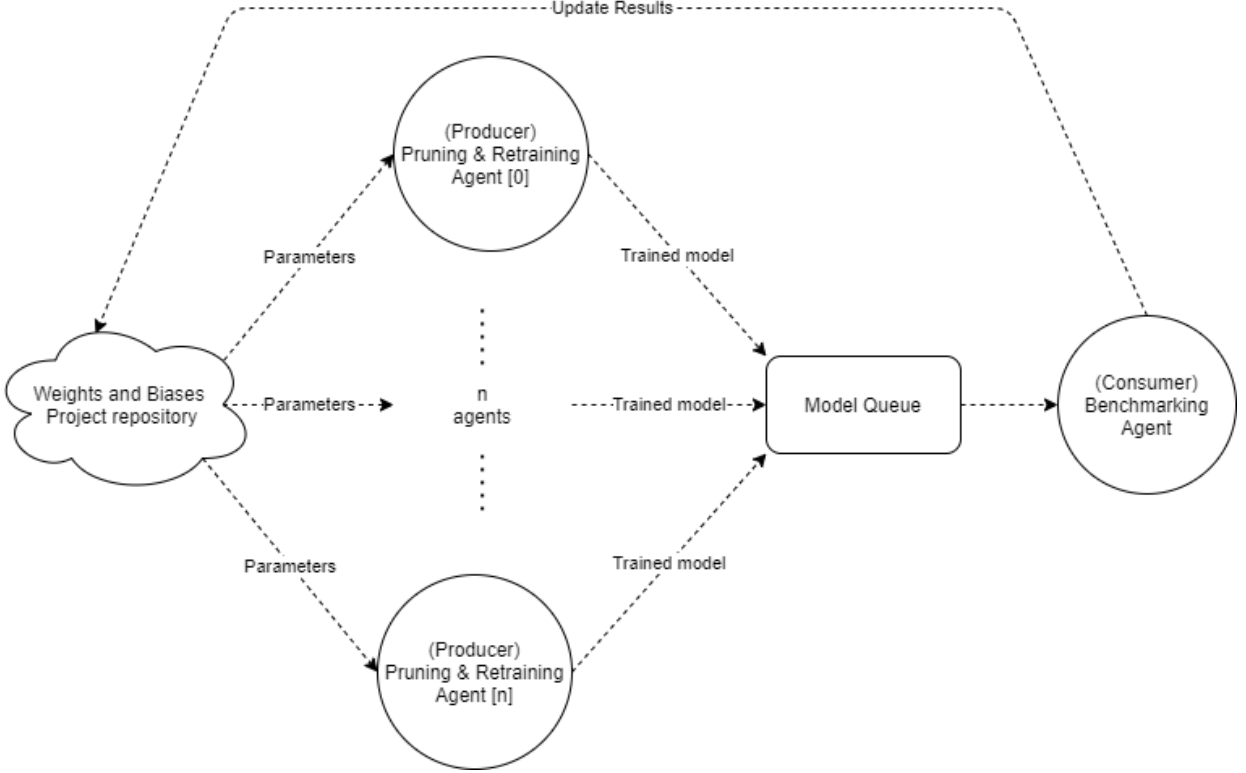 Update Results
(Producer)
Pruning & Retraining
Agent [0]
Parameters
Trained model
Weights and Biases
Project repository
Parameters
n
agents
Trained model
Model Queue
(Consumer)
Benchmarking
Agent
Parameters
Trained model
(Producer)
Pruning & Retraining
Agent [n]